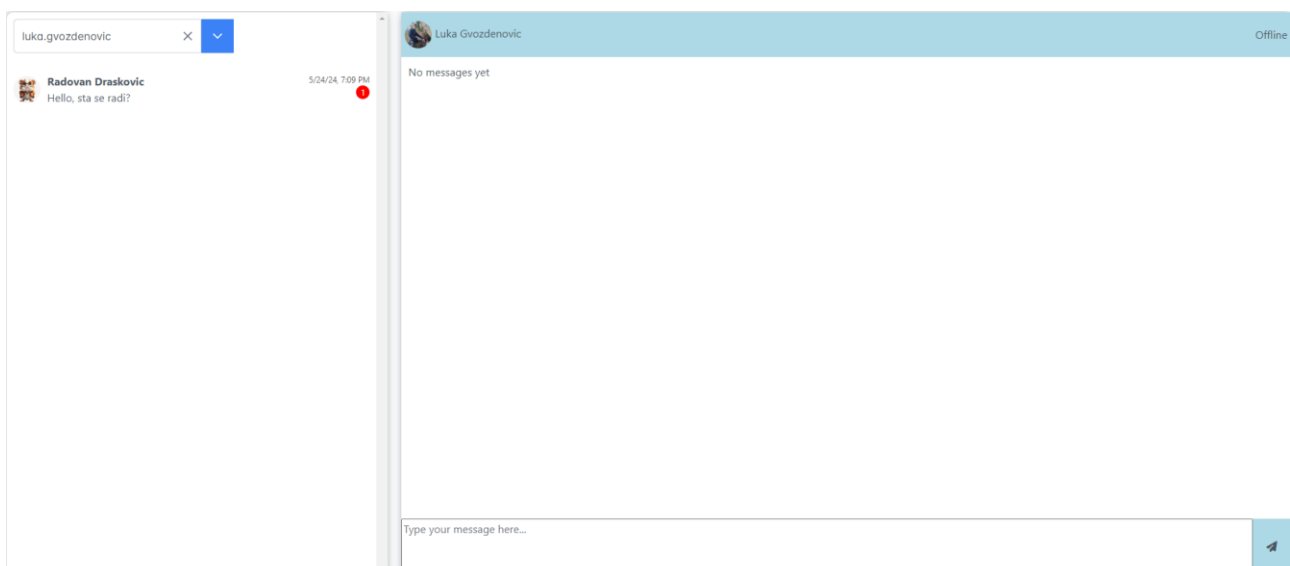 luka.gvozdenovic
Radovan Draskovic
5/24/24, 7:09 PM
Hello, sta se radi?
1
Luka Gvozdenovic
Offline
No messages yet
Type your message here...